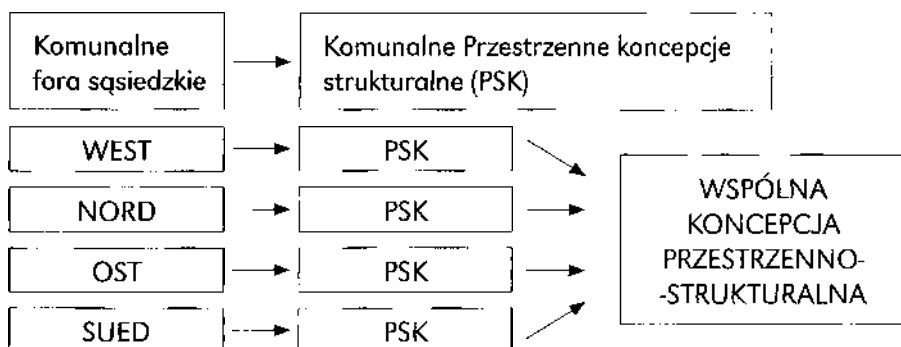 Komunalne
fora sąsiedzkie
Komunalne Przestrzenne koncepcje
strukturalne (PSK)
WEST
PSK
NORD
PSK
OST
PSK
SUED
PSK
WSPÓLNA
KONCEPCJA
PRZESTRZENNO-
-STRUKTURALNA